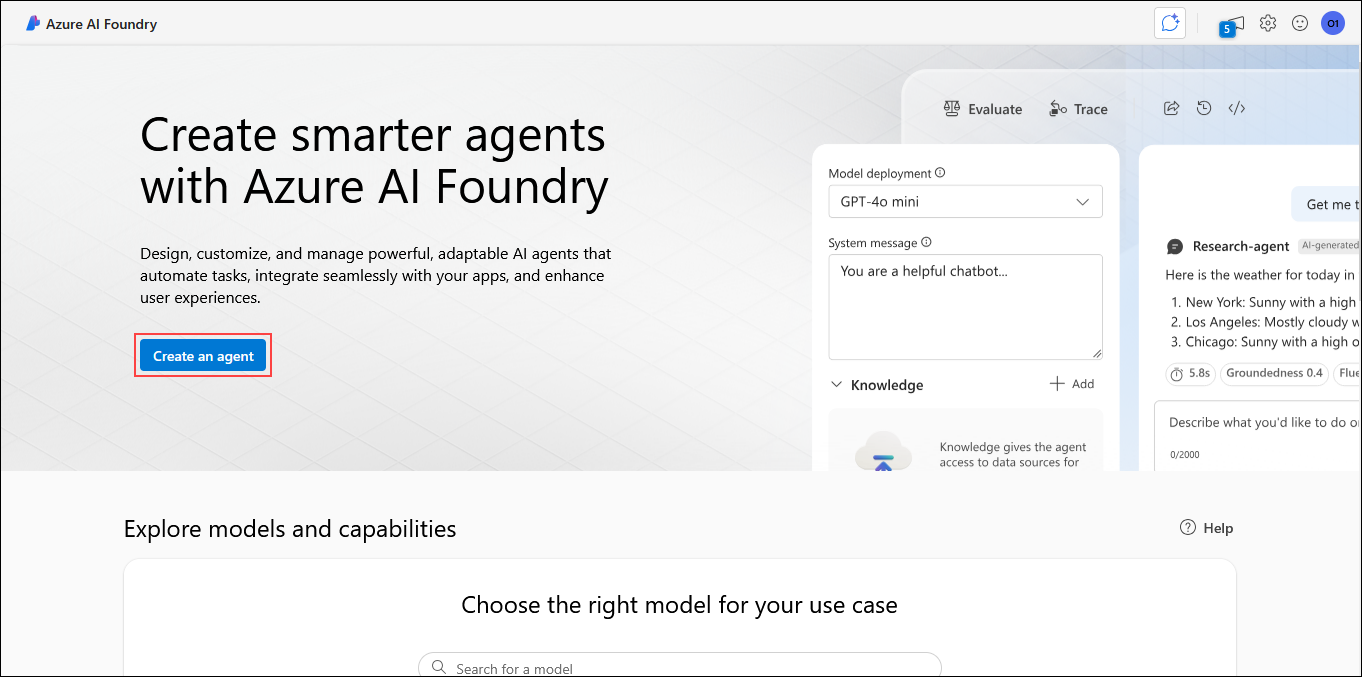 Azure AI Foundry
5
O1
Create smarter agents
with Azure AI Foundry
Design, customize, and manage powerful, adaptable AI agents that
automate tasks, integrate seamlessly with your apps, and enhance
user experiences.
Create an agent
Evaluate
Trace
Model deployment
GPT-4o mini
System message
You are a helpful chatbot...
Knowledge
Add
Knowledge gives the agent
access to data sources for
Get me t
Research-agent
AI-generated
Here is the weather for today in
1. New York: Sunny with a high
2. Los Angeles: Mostly cloudy w
3. Chicago: Sunny with a high o
5.8s
Groundedness 0.4
Flue
Describe what you'd like to do o
0/2000
Explore models and capabilities
Help
Choose the right model for your use case
Search for a model